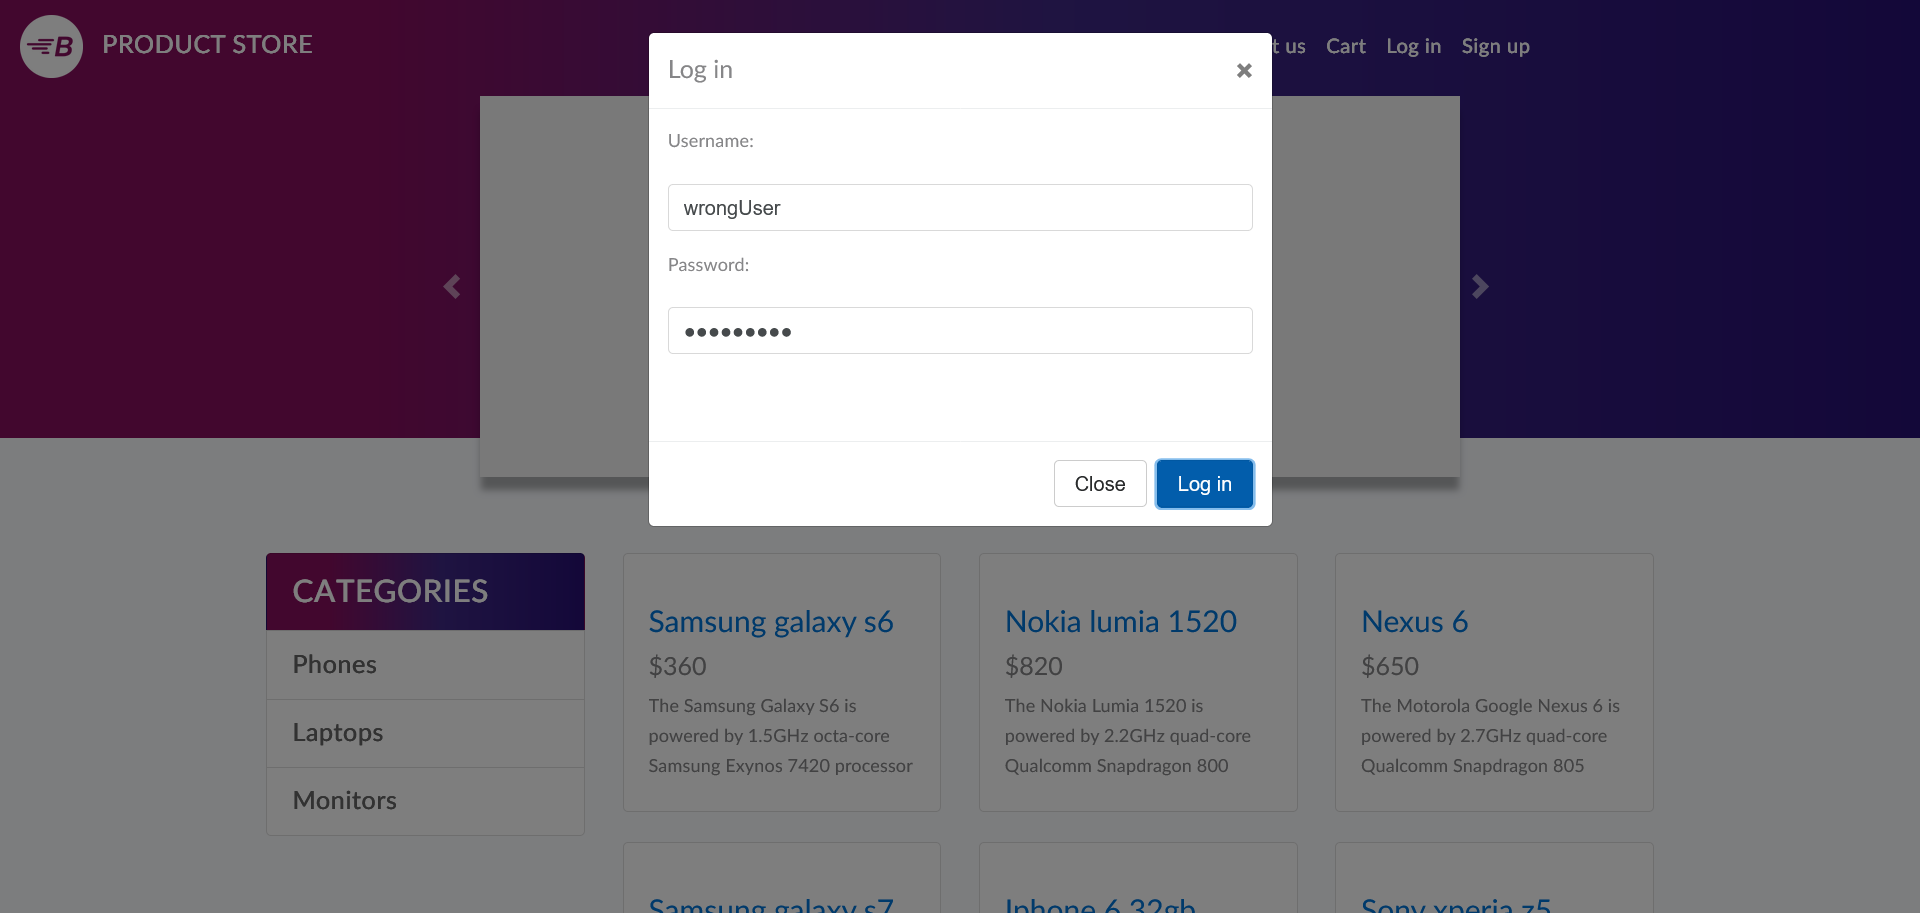 B PRODUCT STORE
t us Cart Log in Sign up
Log in
Username:
wrongUser
Password:
Close Log in
CATEGORIES
Phones
Laptops
Monitors
Samsung galaxy s6
$360
The Samsung Galaxy S6 is
powered by 1.5GHz octa-core
Samsung Exynos 7420 processor
Nokia lumia 1520
$820
The Nokia Lumia 1520 is
powered by 2.2GHz quad-core
Qualcomm Snapdragon 800
Nexus 6
$650
The Motorola Google Nexus 6 is
powered by 2.7GHz quad-core
Qualcomm Snapdragon 805
Samsung galaxy s7
Iphone 6 32gb
Sony xperia z5